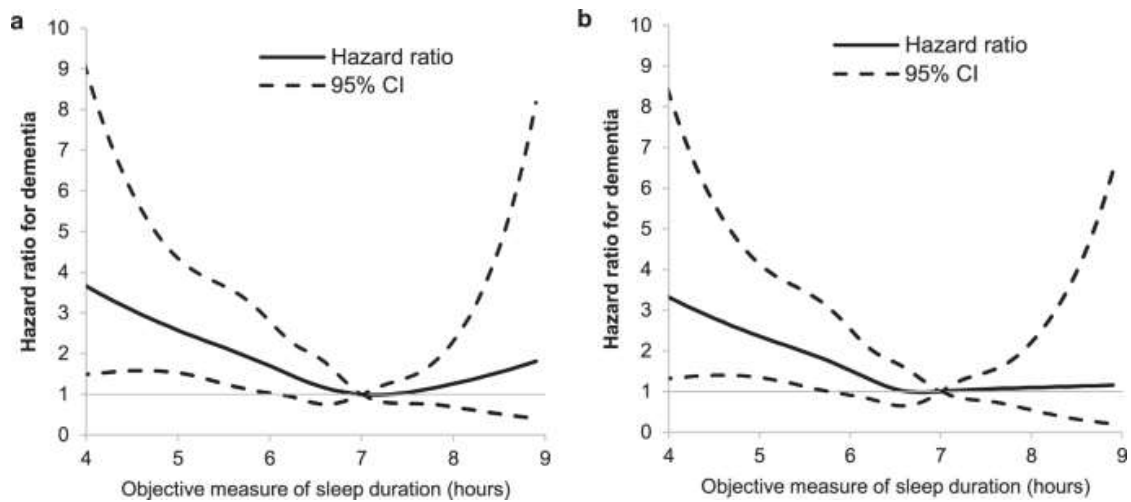 a
Hazard ratio for dementia
10
9
8
7
6
5
4
3
2
1
0
Hazard ratio
95% CI
4 5 6 7 8 9
Objective measure of sleep duration (hours)
b
Hazard ratio for dementia
10
9
8
7
6
5
4
3
2
1
0
Hazard ratio
95% CI
4 5 6 7 8 9
Objective measure of sleep duration (hours)